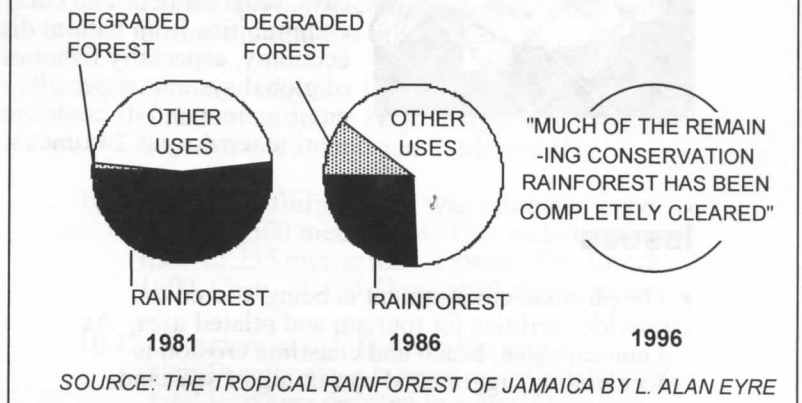 DEGRADED FOREST
DEGRADED FOREST
OTHER USES
RAINFOREST
1981
OTHER USES
RAINFOREST
1986
"MUCH OF THE REMAIN
-ING CONSERVATION
RAINFOREST HAS BEEN
COMPLETELY CLEARED"
1996
SOURCE: THE TROPICAL RAINFOREST OF JAMAICA BY L. ALAN EYRE